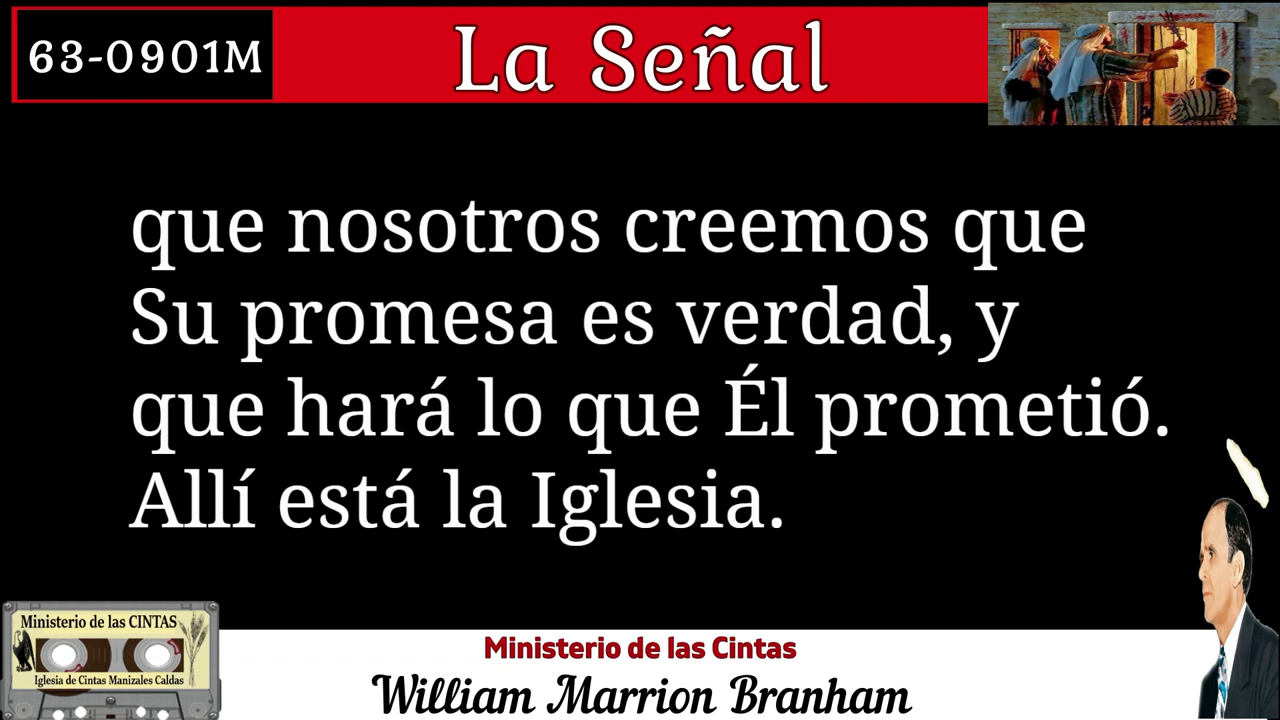 63-0901M
La Señal
que nosotros creemos que
Su promesa es verdad, y
que hará lo que Él prometió.
Allí está la Iglesia.
Ministerio de las CINTAS
Iglesia de Cintas Manizales Caldas
Ministerio de las Cintas
William Marrion Branham